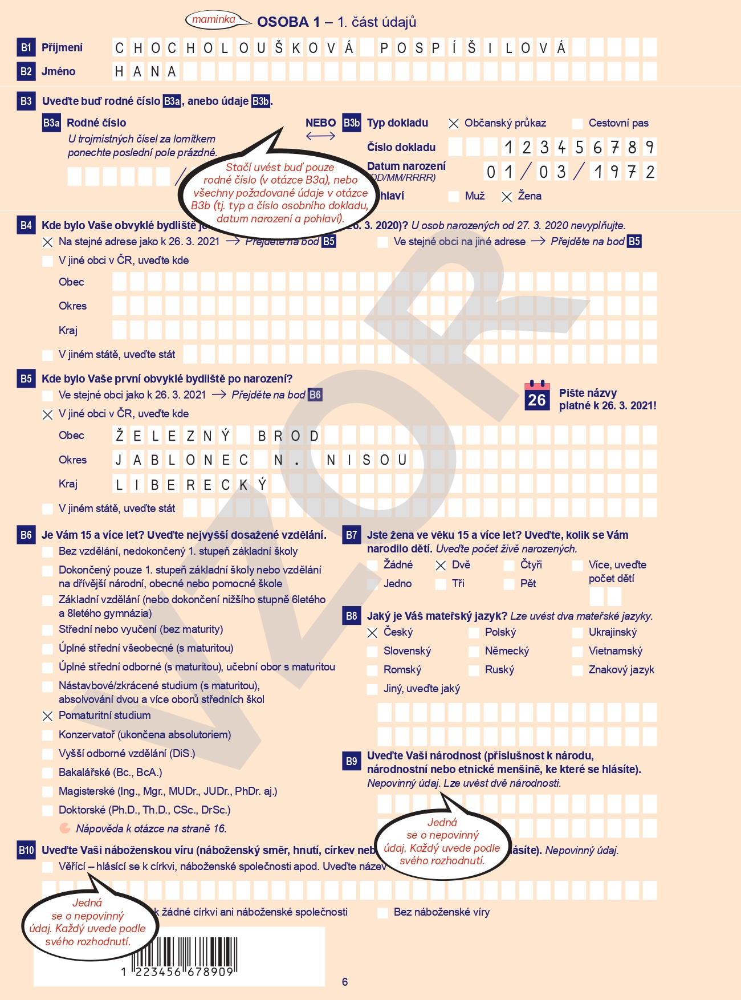 maminka
OSOBA 1 – 1. část údajů
B1 Příjmení CHOCHOLOUŠKOVÁ POSPÍŠILOVÁ
B2 Jméno HANA
B3 Uveďte buď rodné číslo B3a, anebo údaje B3b.
B3a Rodné číslo
U trojmístných čísel za lomítkem
ponechte poslední pole prázdné.
/
NEBO
B3b Typ dokladu Občanský průkaz Cestovní pas
Číslo dokladu 123456789
Datum narození 01/03/1972
(DD/MM/RRRR)
Muž Žena
Stačí uvést buď pouze
rodné číslo (v otázce B3a), nebo
všechny požadované údaje v otázce
B3b (tj. typ a číslo osobního dokladu,
datum narození a pohlaví).
B4 Kde bylo Vaše obvyklé bydliště 3. 2020)? U osob narozených od 27. 3. 2020 nevyplňujte.
Na stejné adrese jako k 26. 3. 2021 → Přejděte na bod B5 Ve stejné obci na jiné adrese → Přejděte na bod B5
V jiné obci v ČR, uveďte kde
Obec
Okres
Kraj
V jiném státě, uveďte stát
B5 Kde bylo Vaše první obvyklé bydliště po narození?
Ve stejné obci jako k 26. 3. 2021 → Přejděte na bod B6
26 Pište názvy
platné k 26. 3. 2021!
V jiné obci v ČR, uveďte kde
Obec ŽELEZNÝ BROD
Okres JABLONEC N. NISOU
Kraj LIBERECKÝ
V jiném státě, uveďte stát
B6 Je Vám 15 a více let? Uveďte nejvyšší dosažené vzdělání.
Bez vzdělání, nedokončený 1. stupeň základní školy
Dokončený pouze 1. stupeň základní školy nebo vzdělání
na dřívější národní, obecné nebo pomocné škole
Základní vzdělání (nebo dokončení nižšího stupně 6letého
a 8letého gymnázia)
Střední nebo vyučení (bez maturity)
Úplné střední všeobecné (s maturitou)
Úplné střední odborné (s maturitou), učební obor s maturitou
Nástavbové/zkrácené studium (s maturitou),
absolvování dvou a více oborů středních škol
Pomaturitní studium
Konzervatoř (ukončena absolutoriem)
Vyšší odborné vzdělání (DiS.)
Bakalářské (Bc., BcA.)
Magisterské (Ing., Mgr., MUDr., JUDr., PhDr. aj.)
Doktorské (Ph.D., Th.D., CSc., DrSc.)
Nápověda k otázce na straně 16.
B7 Jste žena ve věku 15 a více let? Uveďte, kolik se Vám
narodilo dětí. Uveďte počet živě narozených.
Žádné Dvě Čtyři Více, uveďte
počet dětí
Jedno Tři Pět
B8 Jaký je Váš mateřský jazyk? Lze uvést dva mateřské jazyky.
Český Polský Ukrajinský
Slovenský Německý Vietnamský
Romský Ruský Znakový jazyk
Jiný, uveďte jaký
B9 Uveďte Vaši národnost (příslušnost k národu,
národnostní nebo etnické menšině, ke které se hlásíte).
Nepovinný údaj. Lze uvést dvě národnosti.
Jedná
se o nepovinný
údaj. Každý uvede podle
svého rozhodnutí.
B10 Uveďte Vaši náboženskou víru (náboženský směr, hnutí, církev Nepovinný údaj.
Věřící – hlásící se k církvi, náboženské společnosti apod. Uveďte název
k žádné církvi ani náboženské společnosti Bez náboženské víry
Jedná
se o nepovinný
údaj. Každý uvede podle
svého rozhodnutí.
1 223456 678909
6
VZOR